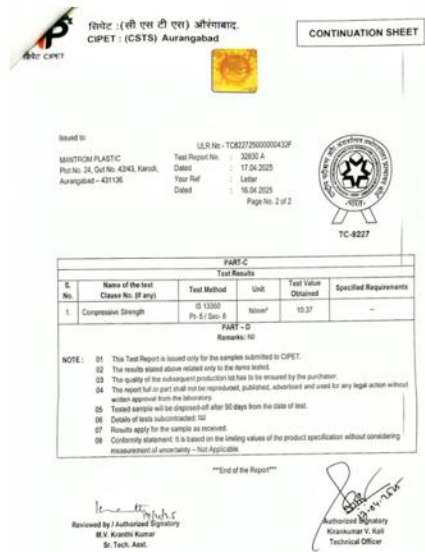 सिपेट :(सी एस टी एस) औरंगाबाद.
CIPET : (CSTS) Aurangabad
CONTINUATION SHEET
सिपेट CIPET
Issued to:
MANTROM PLASTIC
Plot No. 24, Gut No. 42/43, Karodi,
Aurangabad – 431136
ULR No - TC822725000000432F
Test Report No. : 32830 A
Dated : 17.04.2025
Your Ref : Letter
Dated : 16.04.2025
Page No. 2 of 2
TC-8227
PART-C
Test Results
S. No. Name of the test Clause No. (if any) Test Method Unit Test Value Obtained Specified Requirements
1. Compressive Strength IS 13360 Pt- 5 / Sec- 8 N/mm² 10.37 --
PART – D
Remarks: Nil
NOTE : 01 This Test Report is issued only for the samples submitted to CIPET.
02 The results stated above related only to the items tested.
03 The quality of the subsequent production lot has to be ensured by the purchaser.
04 The report full or part shall not be reproduced, published, advertised and used for any legal action without
written approval from the laboratory.
05 Tested sample will be disposed-off after 90 days from the date of test.
06 Details of tests subcontracted: Nil
07 Results apply for the sample as received.
08 Conformity statement: It is based on the limiting values of the product specification without considering
measurement of uncertainty – Not Applicable.
***End of the Report***
Reviewed by / Authorized Signatory
M.V. Kranthi Kumar
Sr. Tech. Asst.
Authorized Signatory
Kirankumar V. Koli
Technical Officer